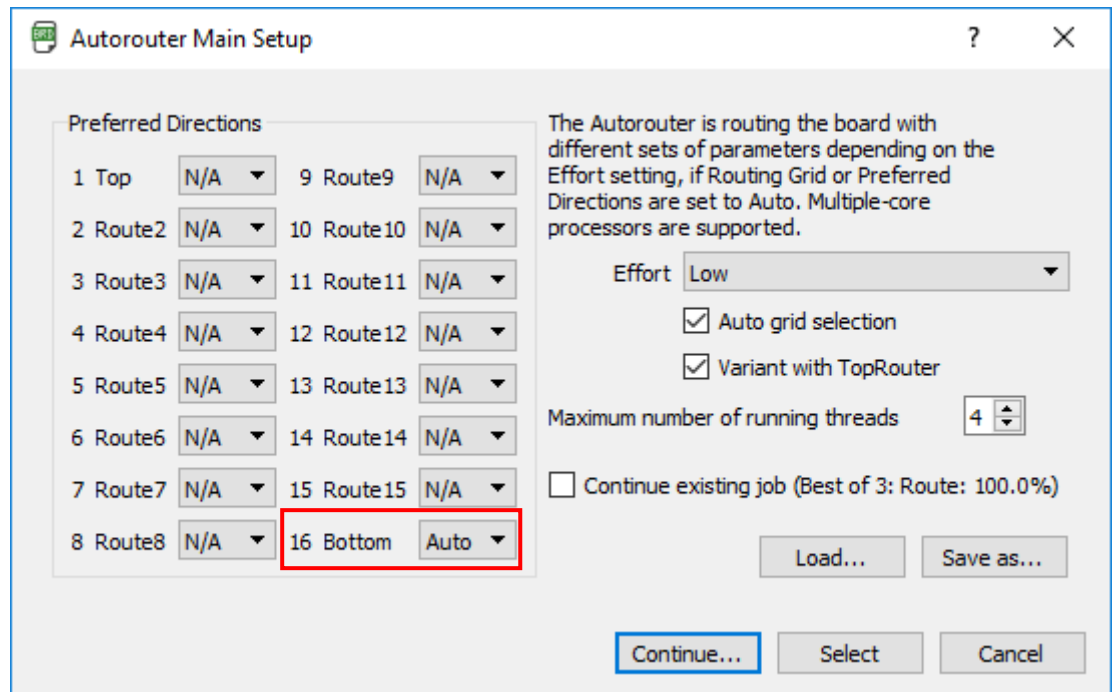 BRD
Autorouter Main Setup
?
Preferred Directions
1 Top N/A 9 Route9 N/A
2 Route2 N/A 10 Route10 N/A
3 Route3 N/A 11 Route11 N/A
4 Route4 N/A 12 Route12 N/A
5 Route5 N/A 13 Route13 N/A
6 Route6 N/A 14 Route14 N/A
7 Route7 N/A 15 Route15 N/A
8 Route8 N/A 16 Bottom Auto
The Autorouter is routing the board with
different sets of parameters depending on the
Effort setting, if Routing Grid or Preferred
Directions are set to Auto. Multiple-core
processors are supported.
Effort Low
Auto grid selection
Variant with TopRouter
Maximum number of running threads 4
Continue existing job (Best of 3: Route: 100.0%)
Load... Save as...
Continue... Select Cancel